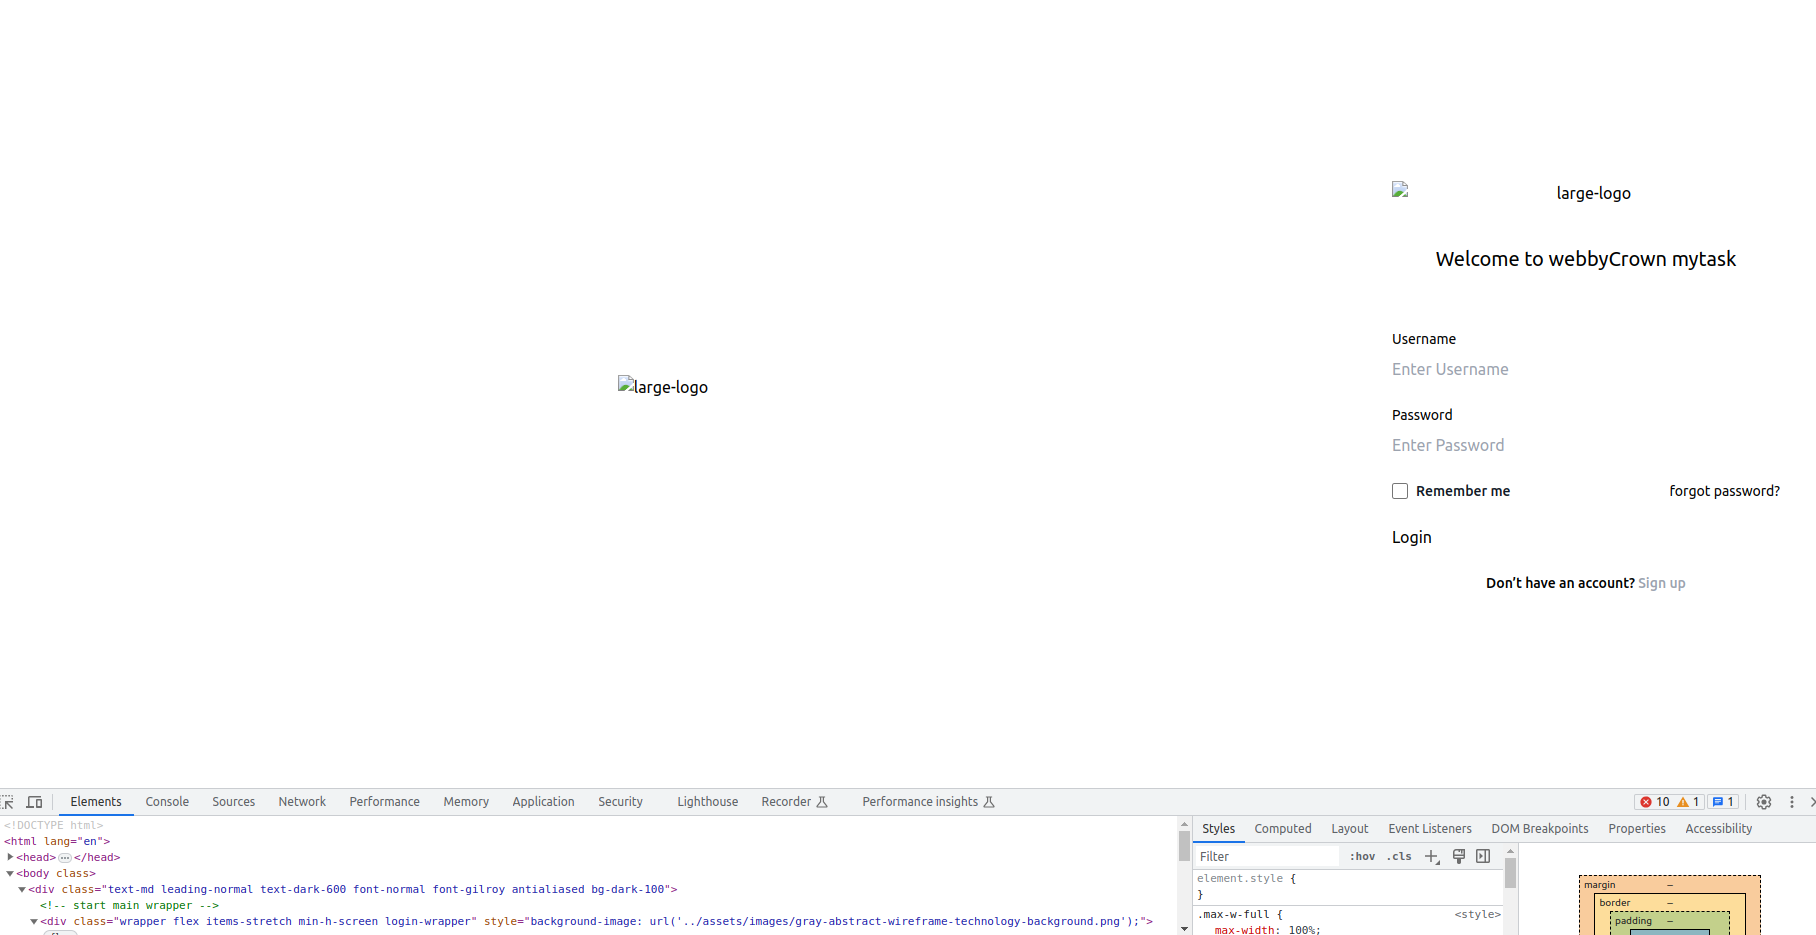 large-logo
Welcome to webbyCrown mytask
Username
Enter Username
large-logo
Password
Enter Password
Remember me forgot password?
Login
Don’t have an account? Sign up
Elements Console Sources Network Performance Memory Application Security Lighthouse Recorder Performance insights 10 1 1
<!DOCTYPE html>
<html lang="en">
<head> </head>
<body class>
<div class="text-md leading-normal text-dark-600 font-normal font-gilroy antialiased bg-dark-100">
<!-- start main wrapper -->
<div class="wrapper flex items-stretch min-h-screen login-wrapper" style="background-image: url('../assets/images/gray-abstract-wireframe-technology-background.png');">
Styles Computed Layout Event Listeners DOM Breakpoints Properties Accessibility
Filter :hov .cls
element.style {
}
.max-w-full { <style>
max-width: 100%;
margin –
border –
padding –